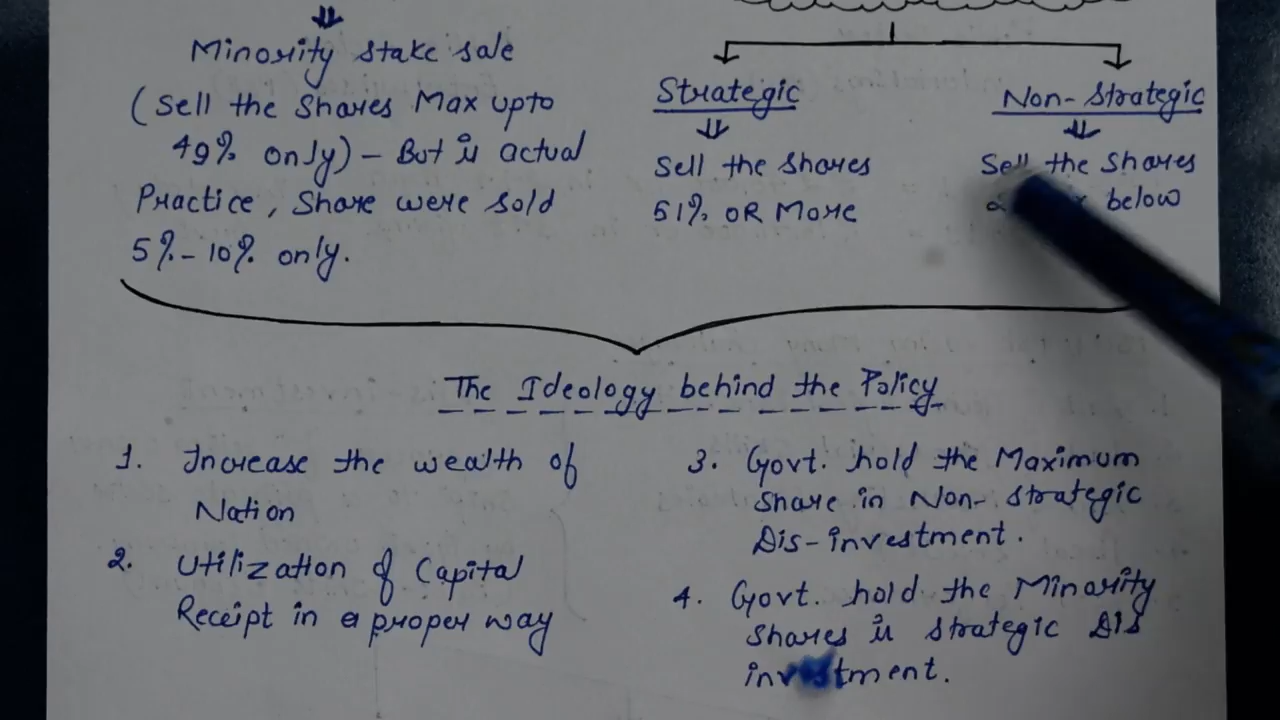 Minority stake sale
(Sell the Shares Max upto
49% only) – But is actual
Practice, Share were sold
5%-10% only.
Strategic
Sell the shares
51% OR More
Non-Strategic
Sell the shares
below
The Ideology behind the Policy
1. Increase the wealth of
Nation
2. Utilization of Capital
Receipt in a proper way
3. Govt. hold the Maximum
Share in Non-Strategic
Dis-investment.
4. Govt. hold the Minority
Shares is strategic Dis
investment.